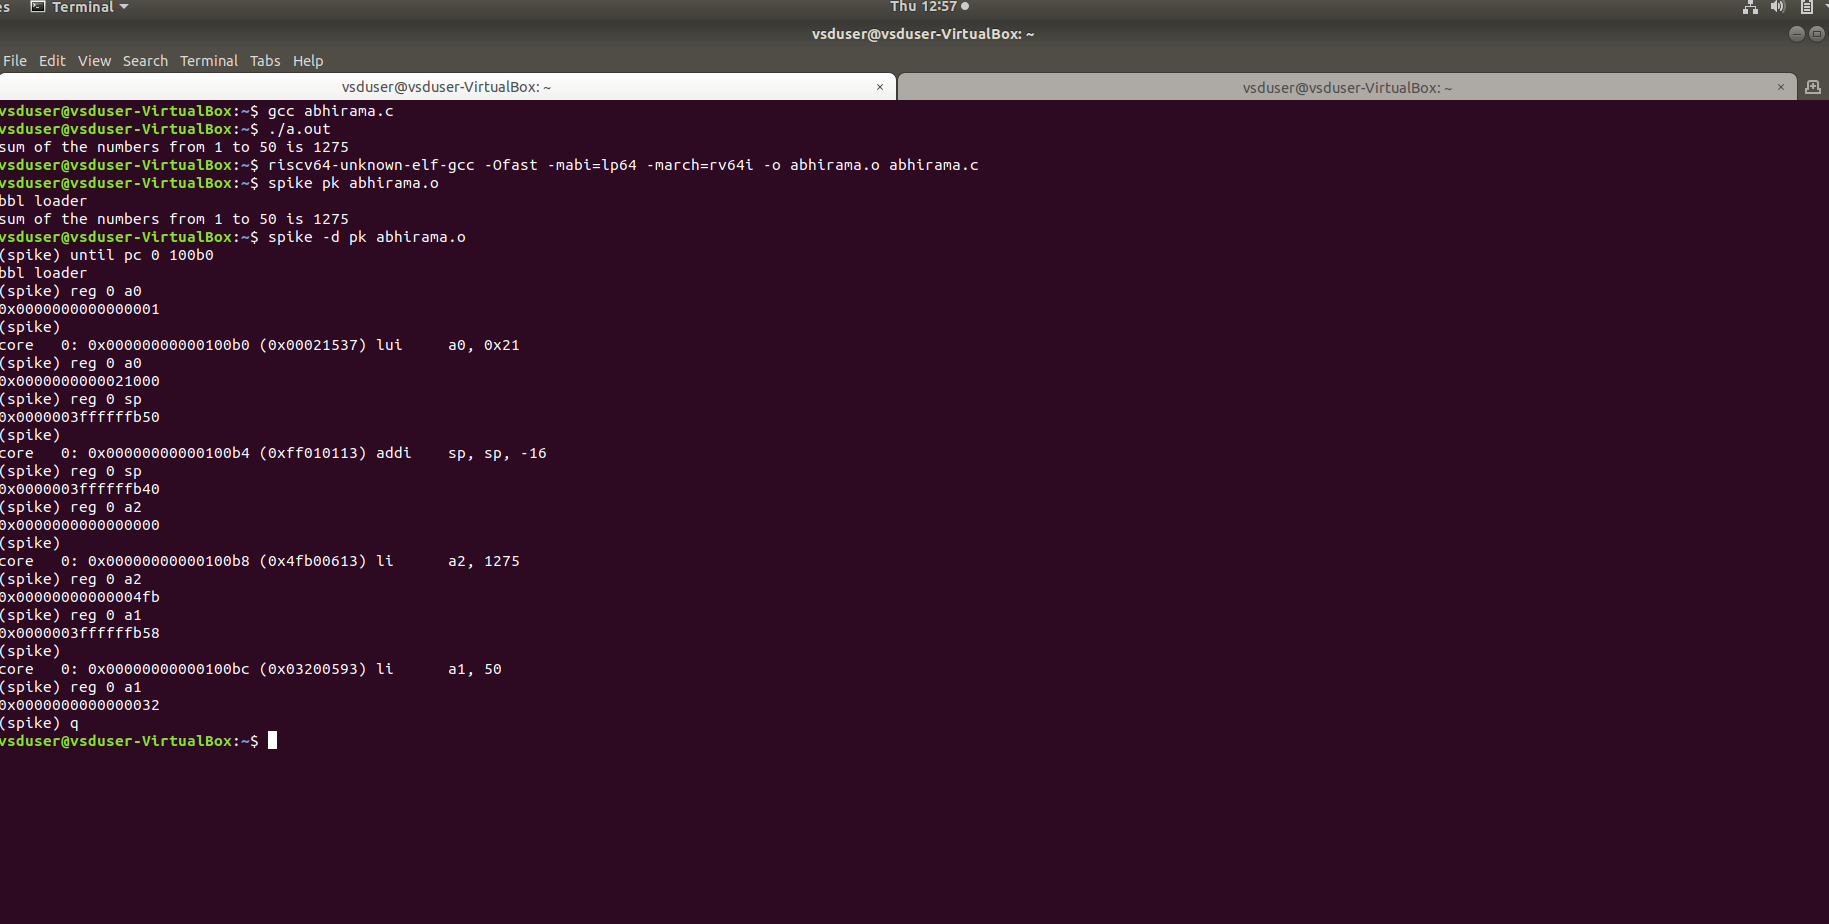 es Terminal Thu 12:57
vsduser@vsduser-VirtualBox: ~
File Edit View Search Terminal Tabs Help
vsduser@vsduser-VirtualBox: ~ × vsduser@vsduser-VirtualBox: ~ ×
vsduser@vsduser-VirtualBox:~$ gcc abhirama.c
vsduser@vsduser-VirtualBox:~$ ./a.out
sum of the numbers from 1 to 50 is 1275
vsduser@vsduser-VirtualBox:~$ riscv64-unknown-elf-gcc -Ofast -mabi=lp64 -march=rv64i -o abhirama.o abhirama.c
vsduser@vsduser-VirtualBox:~$ spike pk abhirama.o
bbl loader
sum of the numbers from 1 to 50 is 1275
vsduser@vsduser-VirtualBox:~$ spike -d pk abhirama.o
(spike) until pc 0 100b0
bbl loader
(spike) reg 0 a0
0x0000000000000001
(spike)
core   0: 0x00000000000100b0 (0x00021537) lui     a0, 0x21
(spike) reg 0 a0
0x0000000000021000
(spike) reg 0 sp
0x0000003ffffffb50
(spike)
core   0: 0x00000000000100b4 (0xff010113) addi    sp, sp, -16
(spike) reg 0 sp
0x0000003ffffffb40
(spike) reg 0 a2
0x0000000000000000
(spike)
core   0: 0x00000000000100b8 (0x4fb00613) li      a2, 1275
(spike) reg 0 a2
0x00000000000004fb
(spike) reg 0 a1
0x0000003ffffffb58
(spike)
core   0: 0x00000000000100bc (0x03200593) li      a1, 50
(spike) reg 0 a1
0x0000000000000032
(spike) q
vsduser@vsduser-VirtualBox:~$